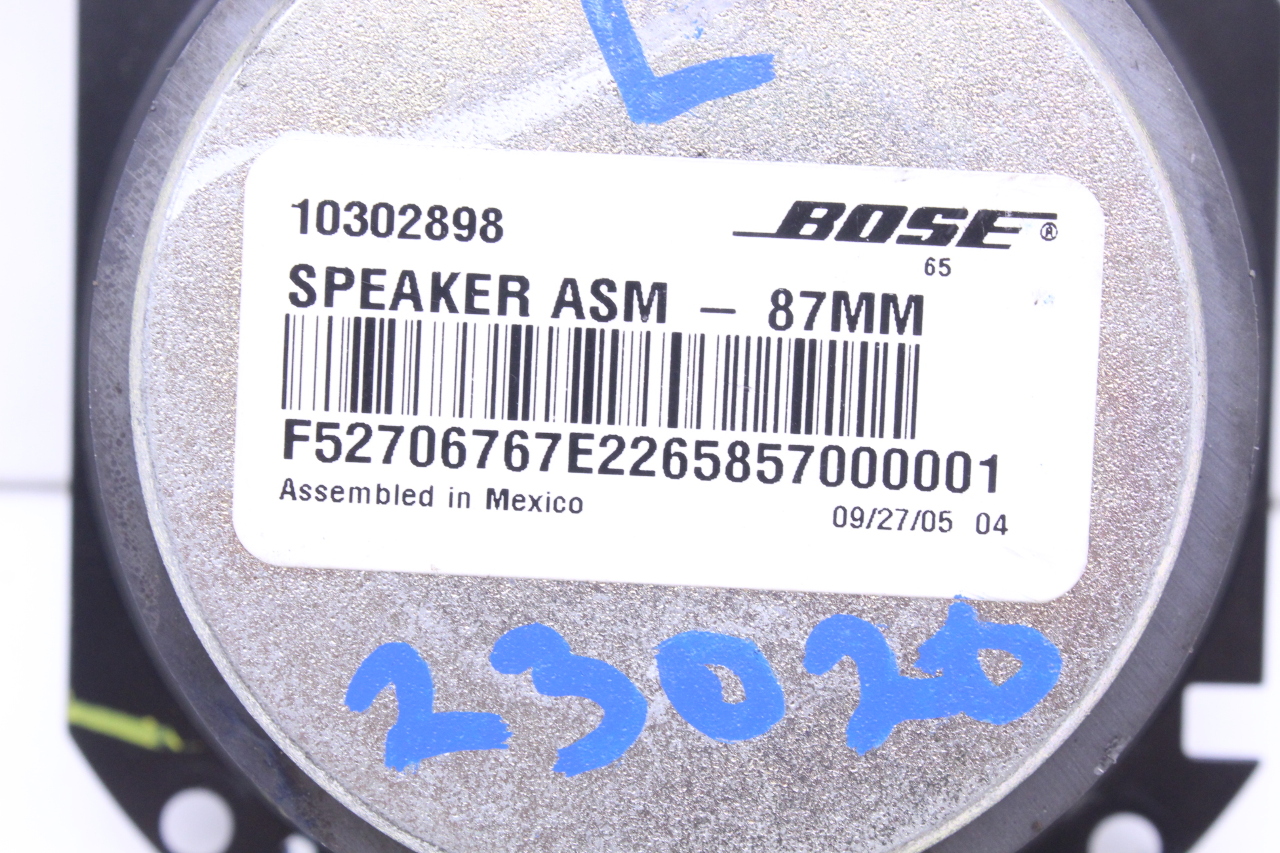 L
10302898
BOSE®
65
SPEAKER ASM – 87MM
F52706767E2265857000001
Assembled in Mexico
09/27/05 04
23020